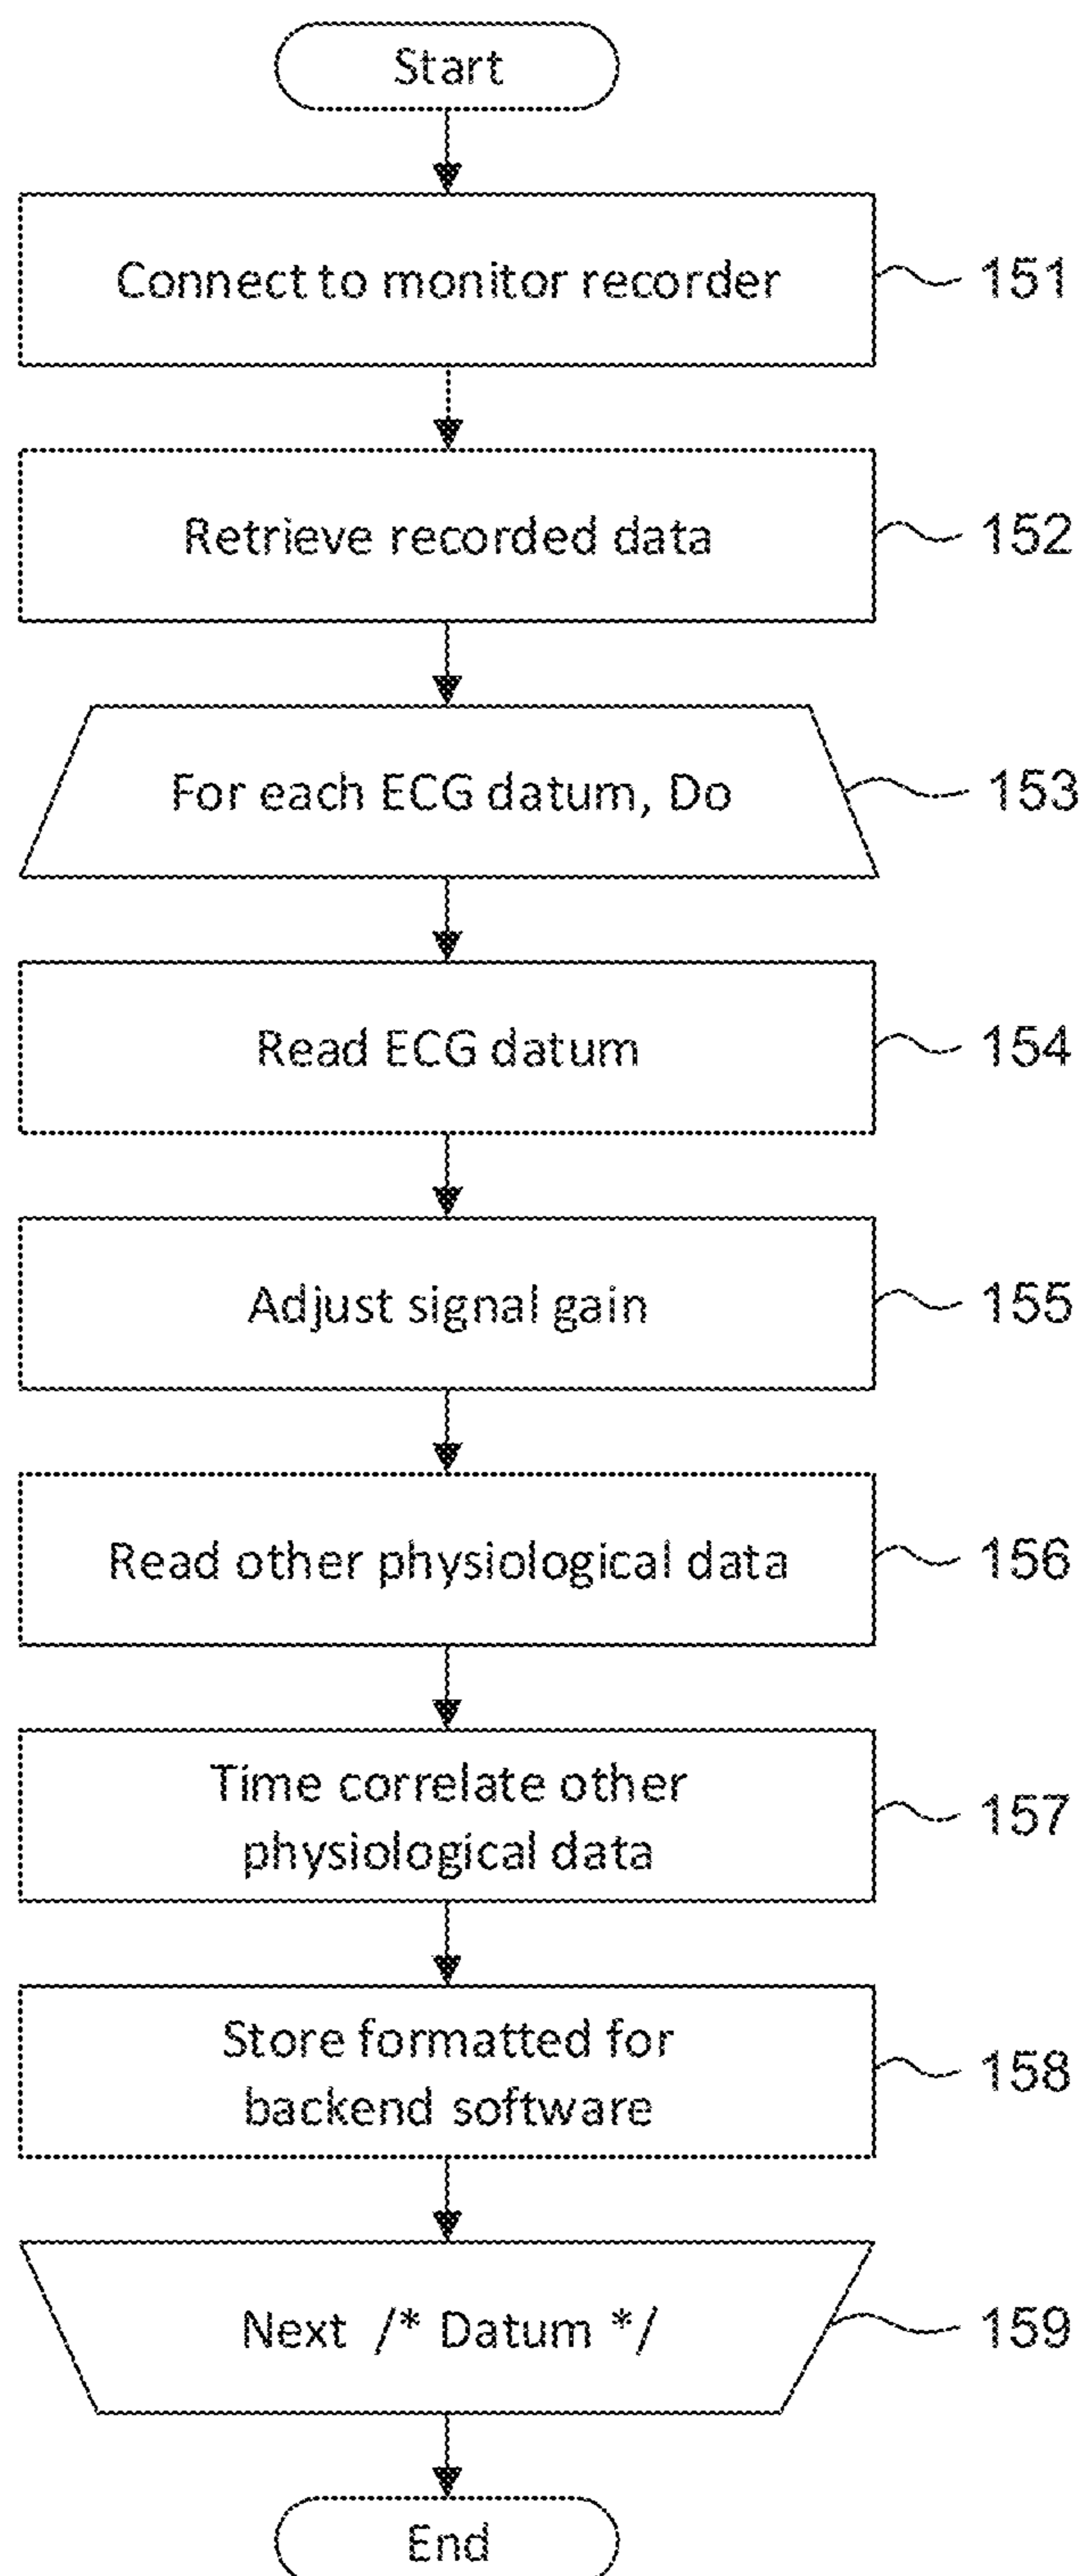 Start
Connect to monitor recorder
151
Retrieve recorded data
152
For each ECG datum, Do
153
Read ECG datum
154
Adjust signal gain
155
Read other physiological data
156
Time correlate other
physiological data
157
Store formatted for
backend software
158
Next /* Datum */
159
End